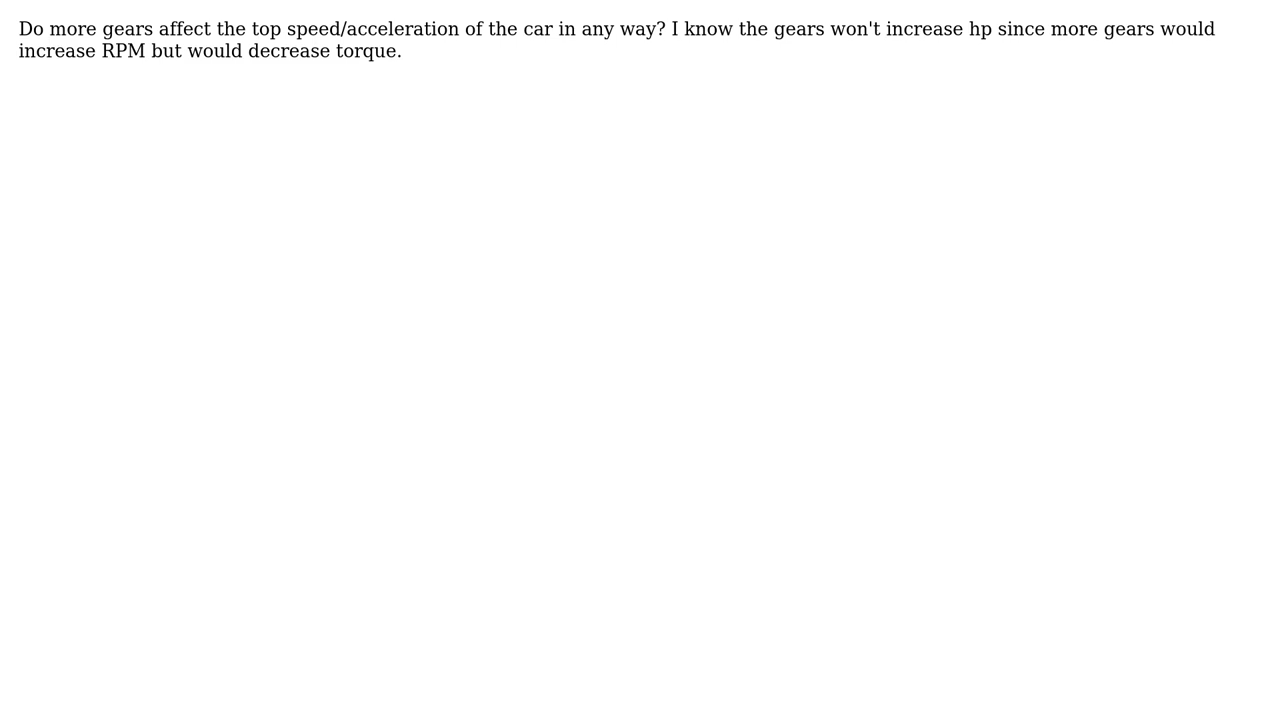 Do more gears affect the top speed/acceleration of the car in any way? I know the gears won't increase hp since more gears would
increase RPM but would decrease torque.